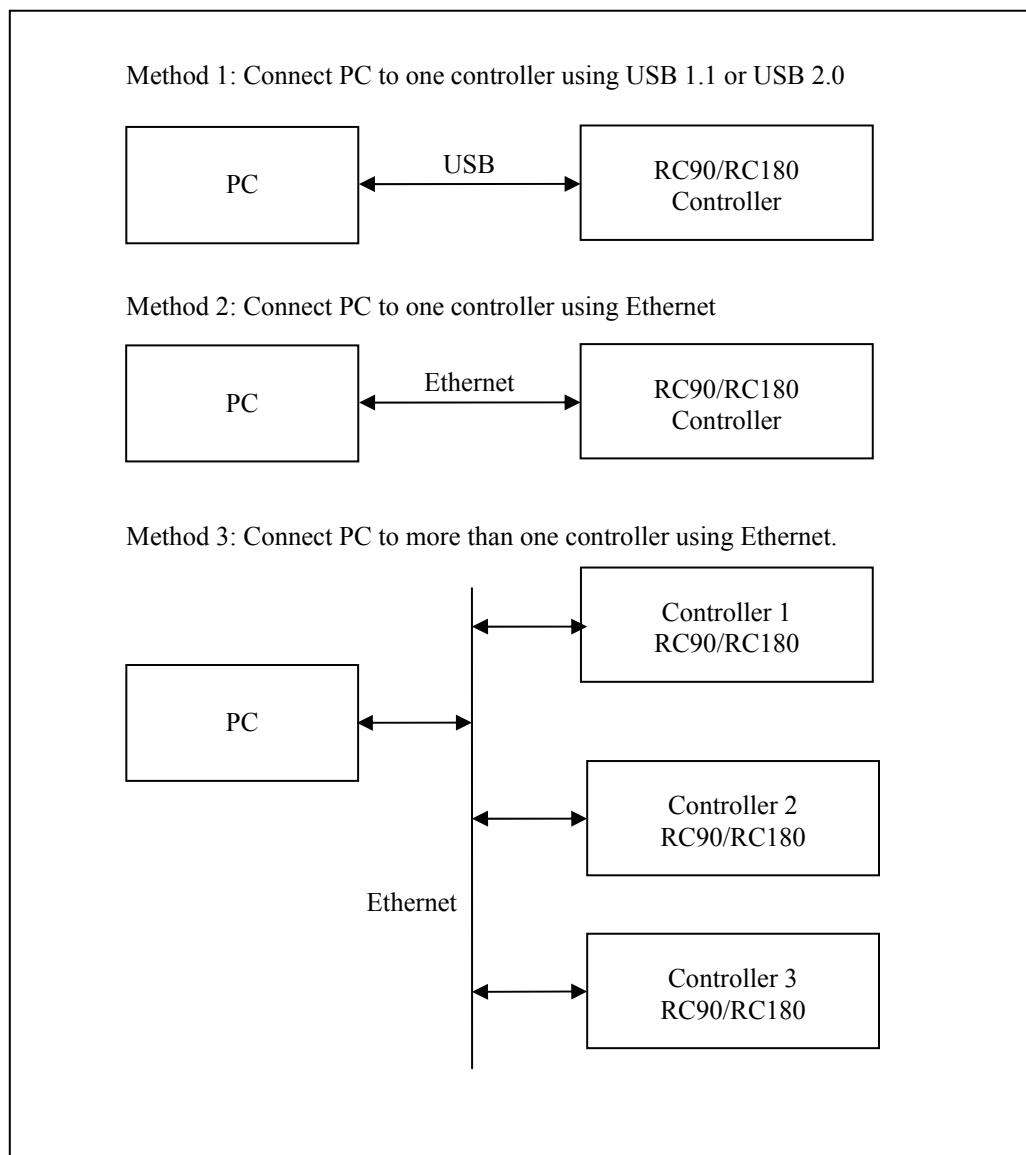 Method 1: Connect PC to one controller using USB 1.1 or USB 2.0
PC
USB
RC90/RC180
Controller
Method 2: Connect PC to one controller using Ethernet
PC
Ethernet
RC90/RC180
Controller
Method 3: Connect PC to more than one controller using Ethernet.
Controller 1
RC90/RC180
PC
Controller 2
RC90/RC180
Ethernet
Controller 3
RC90/RC180